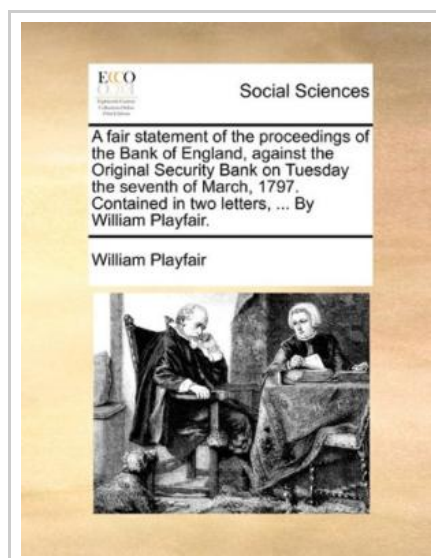 ECCO
Social Sciences
A fair statement of the proceedings of
the Bank of England, against the
Original Security Bank on Tuesday
the seventh of March, 1797.
Contained in two letters, ... By
William Playfair.
William Playfair